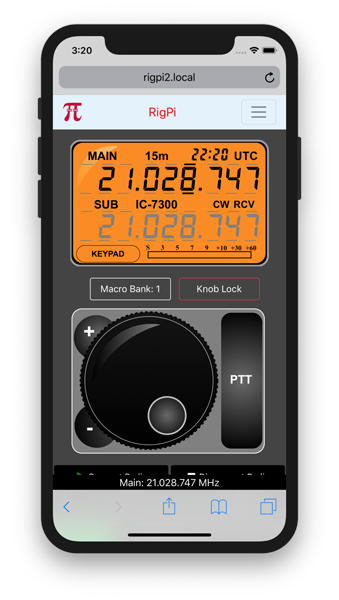 3:20
rigpi2.local
RigPi
MAIN 15m 22:20 UTC
21.028.747
SUB IC-7300 CW RCV
21.028.747
KEYPAD S 3 5 7 9 +10 +30 +60
Macro Bank: 1 Knob Lock
+
PTT
-
Main: 21.028.747 MHz